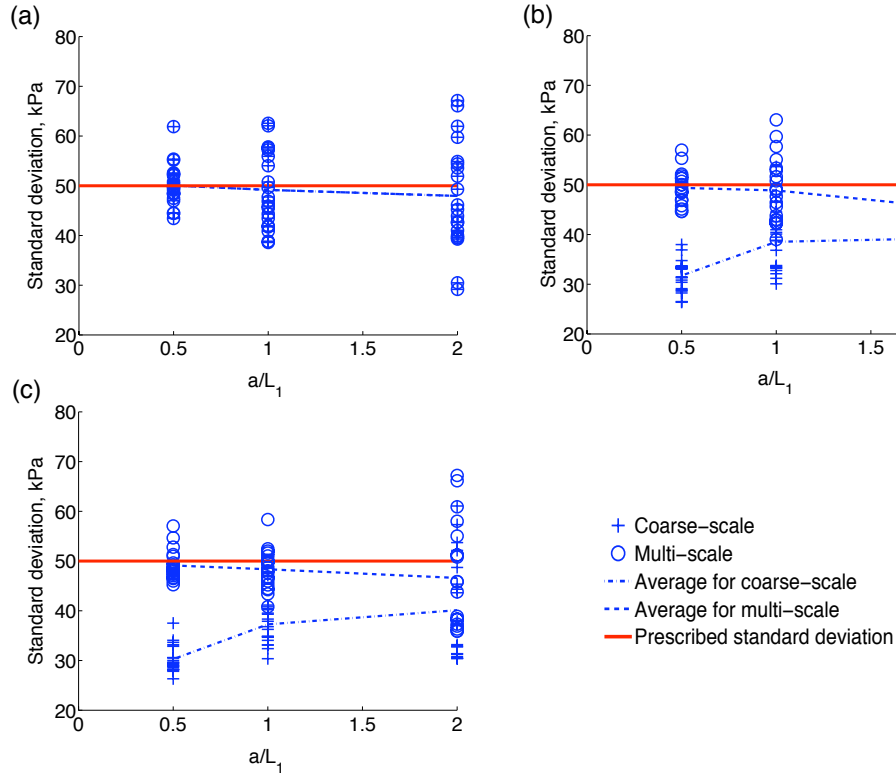 (a)
80
70
60
50
40
30
20
Standard deviation, kPa
0 0.5 1 1.5 2
a/L1
(b)
80
70
60
50
40
30
20
Standard deviation, kPa
0 0.5 1 1.5
a/L1
(c)
80
70
60
50
40
30
20
Standard deviation, kPa
0 0.5 1 1.5 2
a/L1
Coarse-scale
Multi-scale
Average for coarse-scale
Average for multi-scale
Prescribed standard deviation